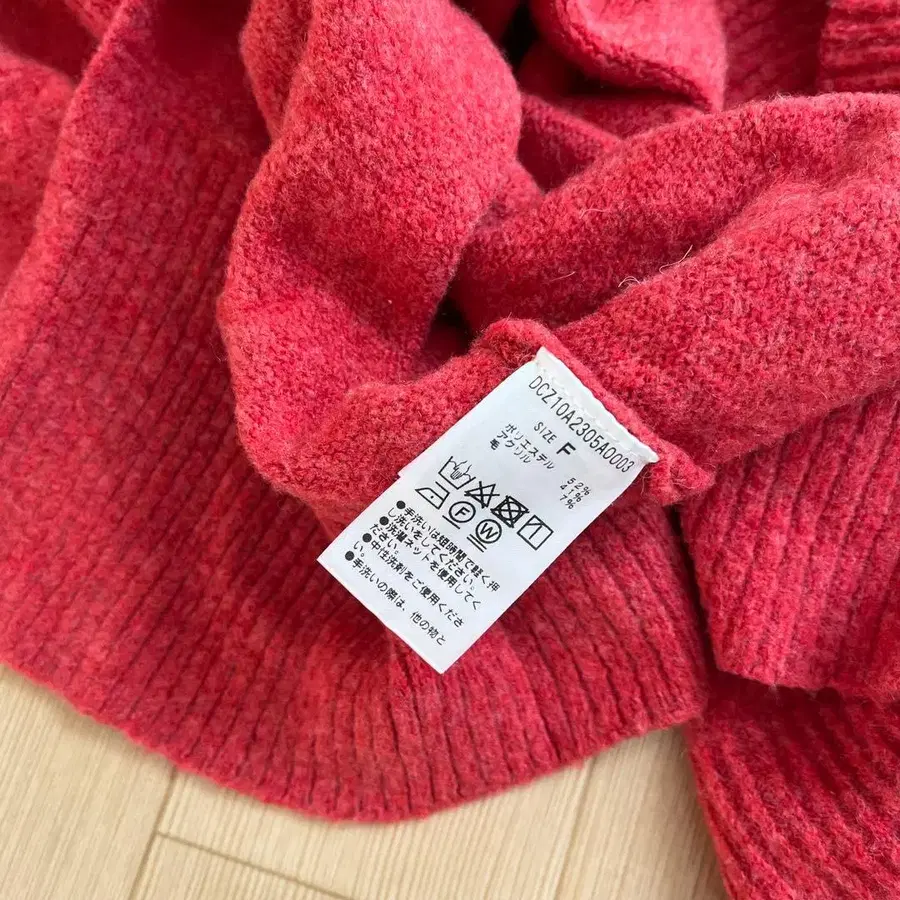 DCZ10A2305A0003
SIZE F
ポリエステル 52%
アクリル 41%
毛 7%
F W
●手洗いは短時間で軽く押
し洗いをしてください。
●洗濯ネットを使用してく
ださい。
●中性洗剤をご使用くださ
い。
●手洗いの際は、他の物と